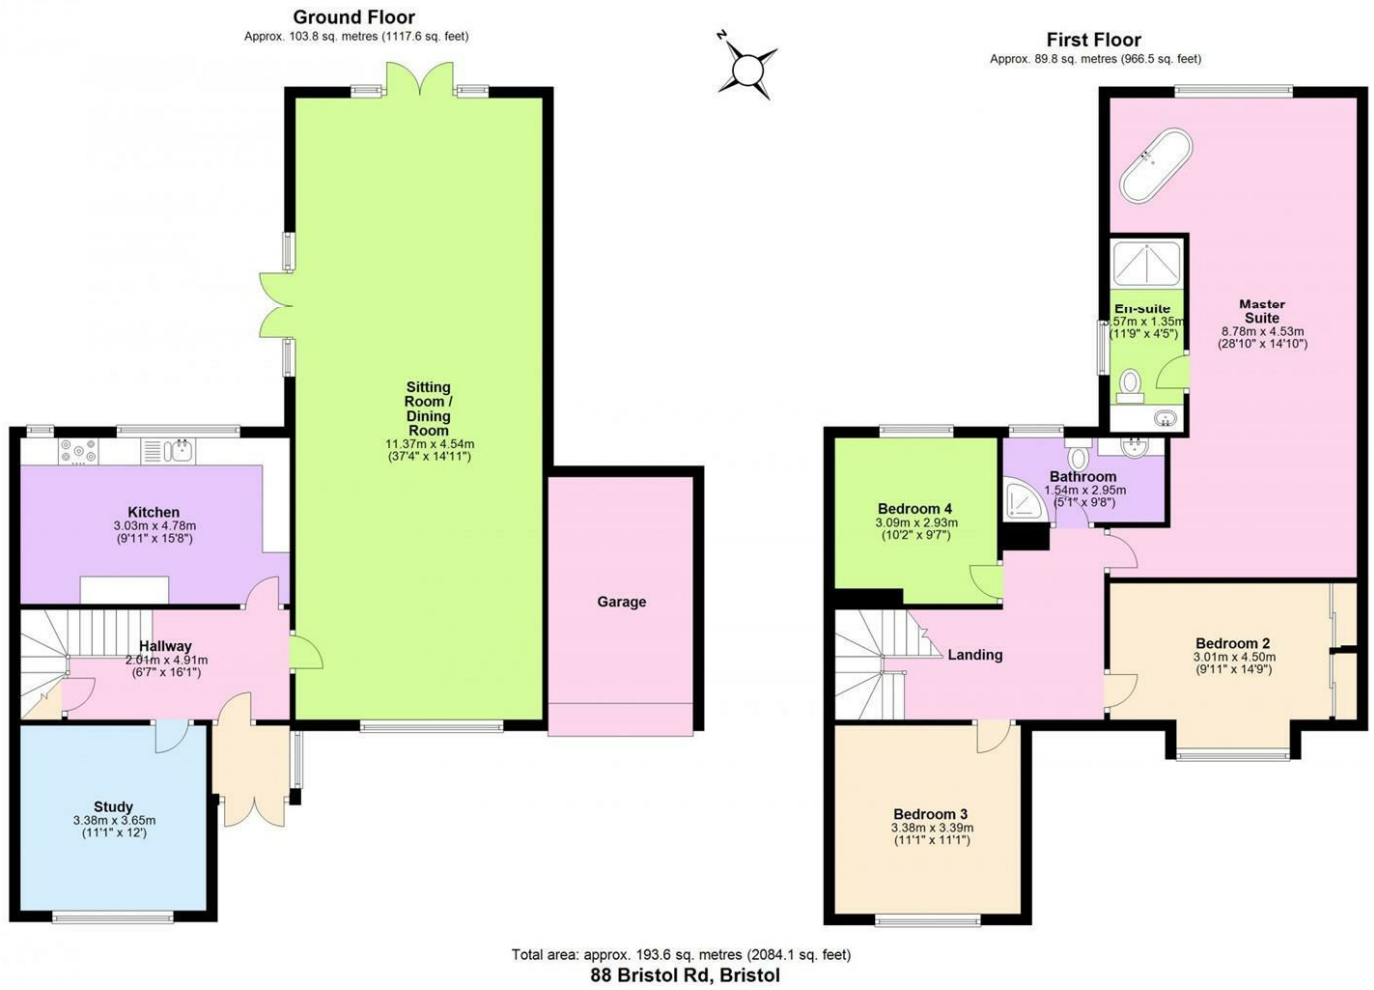 Ground Floor
Approx. 103.8 sq. metres (1117.6 sq. feet)
N
First Floor
Approx. 89.8 sq. metres (966.5 sq. feet)
Sitting
Room /
Dining
Room
11.37m x 4.54m
(37'4" x 14'11")
Kitchen
3.03m x 4.78m
(9'11" x 15'8")
Garage
Hallway
2.01m x 4.91m
(6'7" x 16'1")
Study
3.38m x 3.65m
(11'1" x 12')
En-suite
.57m x 1.35m
(11'9" x 4'5")
Master
Suite
8.78m x 4.53m
(28'10" x 14'10")
Bathroom
1.54m x 2.95m
(5'1" x 9'8")
Bedroom 4
3.09m x 2.93m
(10'2" x 9'7")
Bedroom 2
3.01m x 4.50m
(9'11" x 14'9")
Landing
Bedroom 3
3.38m x 3.39m
(11'1" x 11'1")
Total area: approx. 193.6 sq. metres (2084.1 sq. feet)
88 Bristol Rd, Bristol